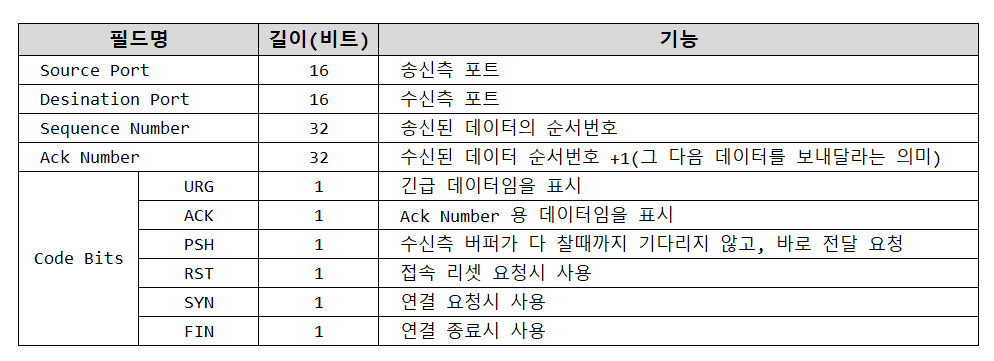 필드명 길이(비트) 기능
Source Port 16 송신측 포트
Desination Port 16 수신측 포트
Sequence Number 32 송신된 데이터의 순서번호
Ack Number 32 수신된 데이터 순서번호 +1(그 다음 데이터를 보내달라는 의미)
Code Bits
URG 1 긴급 데이터임을 표시
ACK 1 Ack Number 용 데이터임을 표시
PSH 1 수신측 버퍼가 다 찰때까지 기다리지 않고, 바로 전달 요청
RST 1 접속 리셋 요청시 사용
SYN 1 연결 요청시 사용
FIN 1 연결 종료시 사용